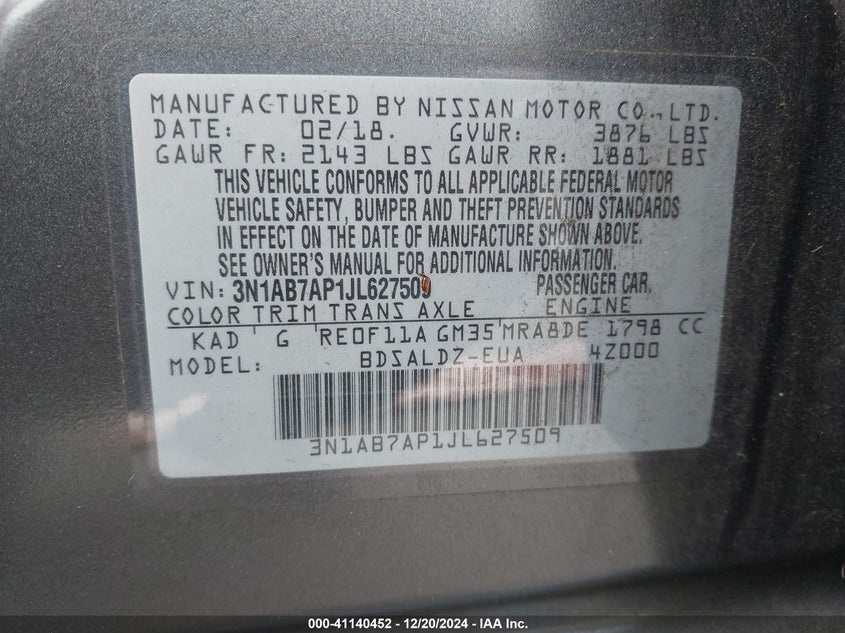 MANUFACTURED BY NISSAN MOTOR CO., LTD.
DATE: 02/18. GVWR: 3876 LBS
GAWR FR: 2143 LBS GAWR RR: 1881 LBS
THIS VEHICLE CONFORMS TO ALL APPLICABLE FEDERAL MOTOR
VEHICLE SAFETY, BUMPER AND THEFT PREVENTION STANDARDS
IN EFFECT ON THE DATE OF MANUFACTURE SHOWN ABOVE.
SEE OWNER'S MANUAL FOR ADDITIONAL INFORMATION.
VIN: 3N1AB7AP1JL627509 PASSENGER CAR.
COLOR TRIM TRANS AXLE ENGINE
KAD G RE0F11A GM35 MRA8DE 1798 CC
MODEL: BDSALDZ-EUA 4Z000
3N1AB7AP1JL627509
000-41140452 - 12/20/2024 - IAA Inc.